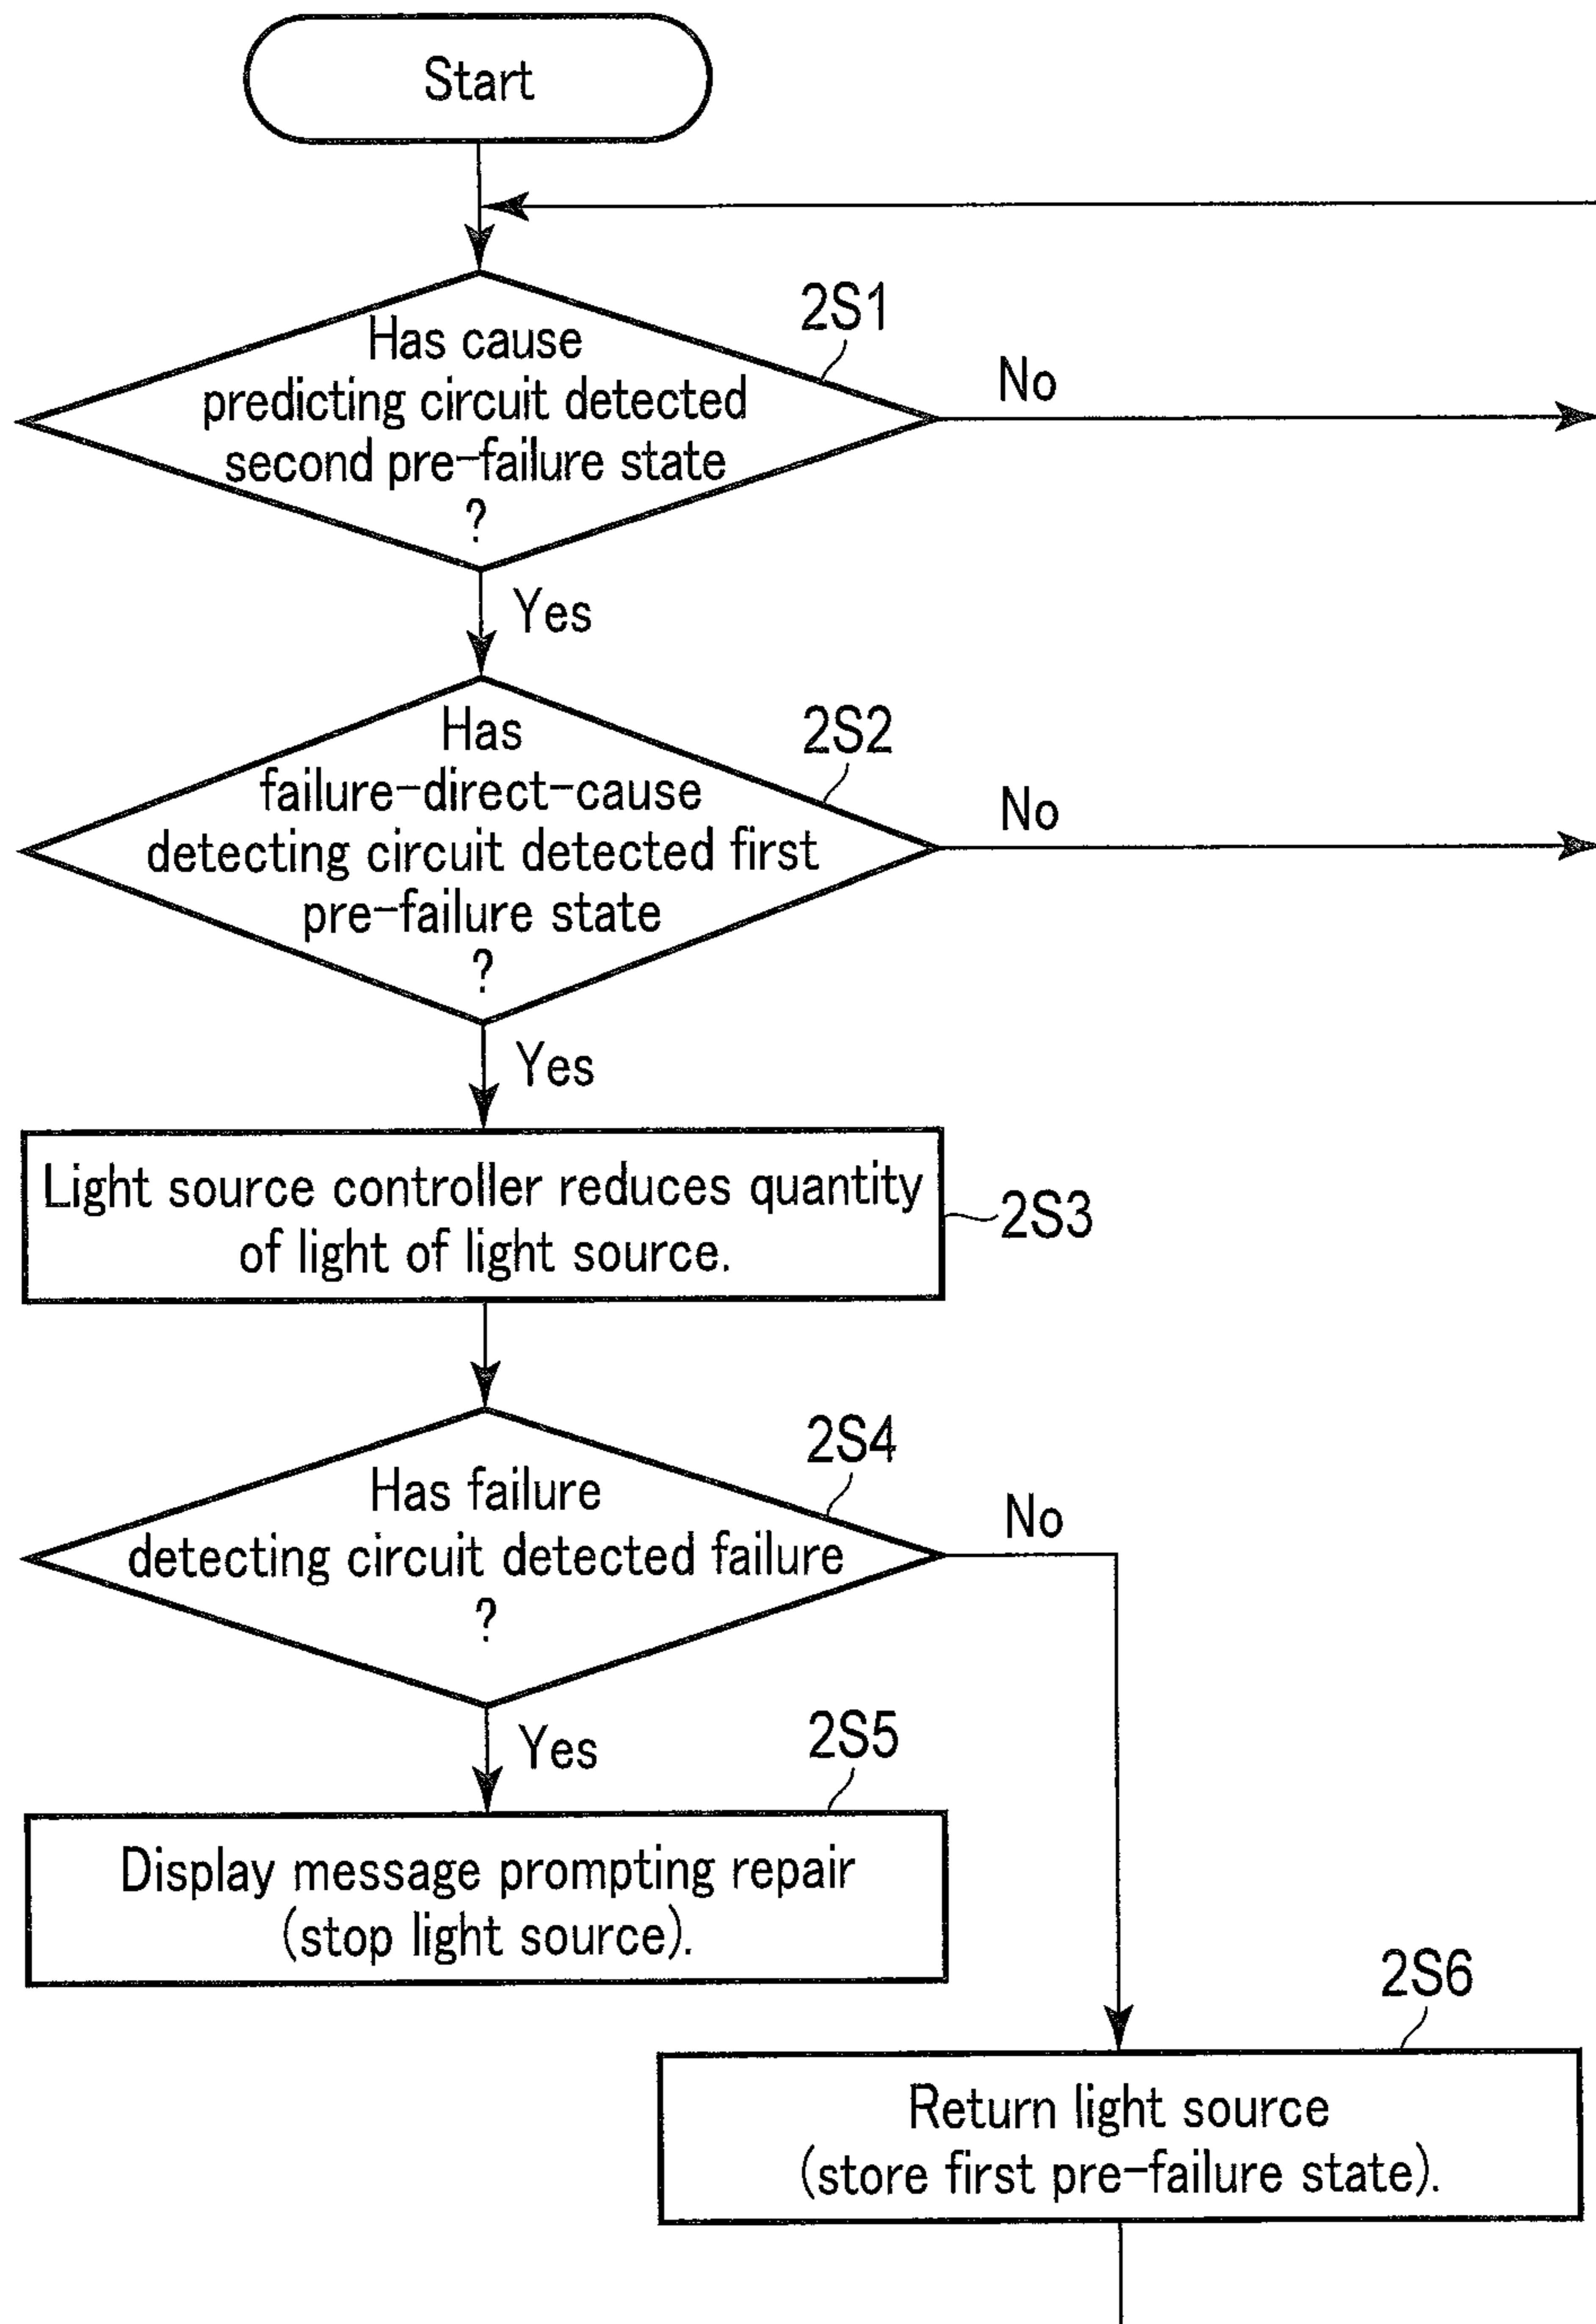 Start
2S1
Has cause
predicting circuit detected
second pre-failure state
?
No
Yes
2S2
Has
failure-direct-cause
detecting circuit detected first
pre-failure state
?
No
Yes
Light source controller reduces quantity
of light of light source.
2S3
2S4
Has failure
detecting circuit detected failure
?
No
Yes
2S5
Display message prompting repair
(stop light source).
2S6
Return light source
(store first pre-failure state).